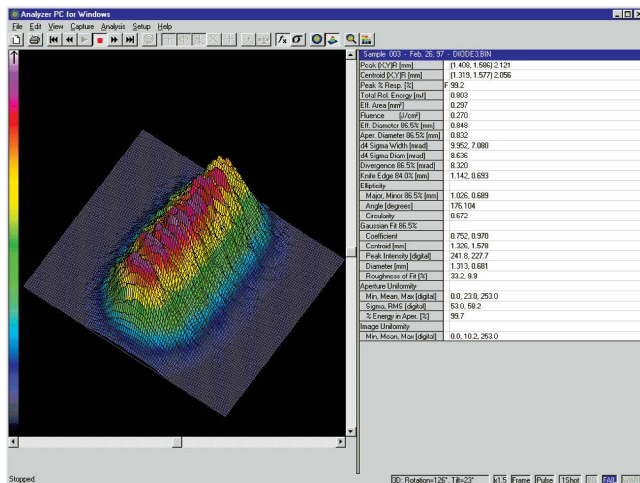 Analyzer PC for Windows
File Edit View Capture Analysis Setup Help
Sample 003 - Feb. 26, 97 - DIODE3.BIN
Peak (X,Y)R [mm] (1.408, 1.586) 2.121
Centroid (X,Y)R [mm] (1.319, 1.577) 2.056
Peak % Resp. [%] F 99.2
Total Rel. Energy [mJ] 0.803
Eff. Area [mm²] 0.297
Fluence [J/cm²] 0.270
Eff. Diameter 86.5% [mm] 0.848
Aper. Diameter 86.5% [mm] 0.832
d4 Sigma Width [mrad] 9.952, 7.080
d4 Sigma Diam [mrad] 8.636
Divergence 86.5% [mrad] 8.320
Knife Edge 84.0% [mm] 1.142, 0.693
Ellipticity
Major, Minor 86.5% [mm] 1.026, 0.689
Angle [degrees] 176.104
Circularity 0.672
Gaussian Fit 86.5%
Coefficient 0.752, 0.970
Centroid [mm] 1.326, 1.578
Peak Intensity [digital] 241.8, 227.7
Diameter [mm] 1.313, 0.681
Roughness of Fit [%] 33.2, 9.9
Aperture Uniformity
Min, Mean, Max [digital] 0.0, 23.0, 253.0
Sigma, RMS [digital] 53.0, 58.2
% Energy in Aper. [%] 99.7
Image Uniformity
Min, Mean, Max [digital] 0.0, 10.2, 253.0
Stopped. 3D: Rotation=126°, Tilt=23° x1.5 Frame Pulse 1Shot FAIL